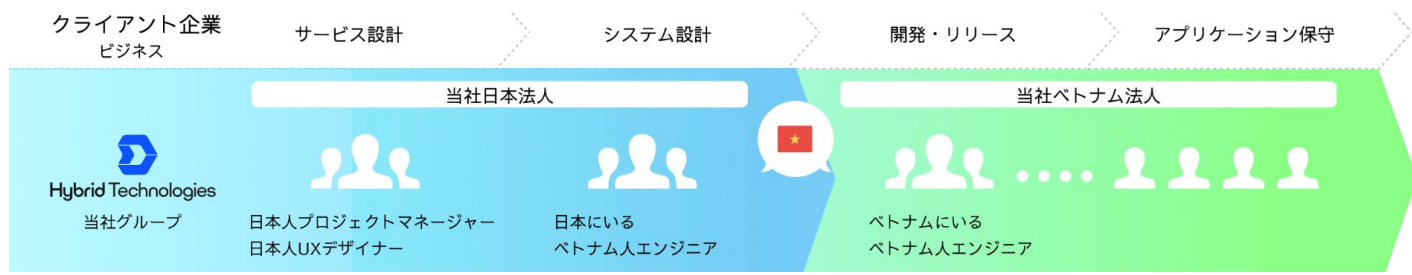 クライアント企業
ビジネス
サービス設計
システム設計
開発・リリース
アプリケーション保守
当社日本法人
当社ベトナム法人
Hybrid Technologies
当社グループ
日本人プロジェクトマネージャー
日本人UXデザイナー
日本にいる
ベトナム人エンジニア
ベトナムにいる
ベトナム人エンジニア